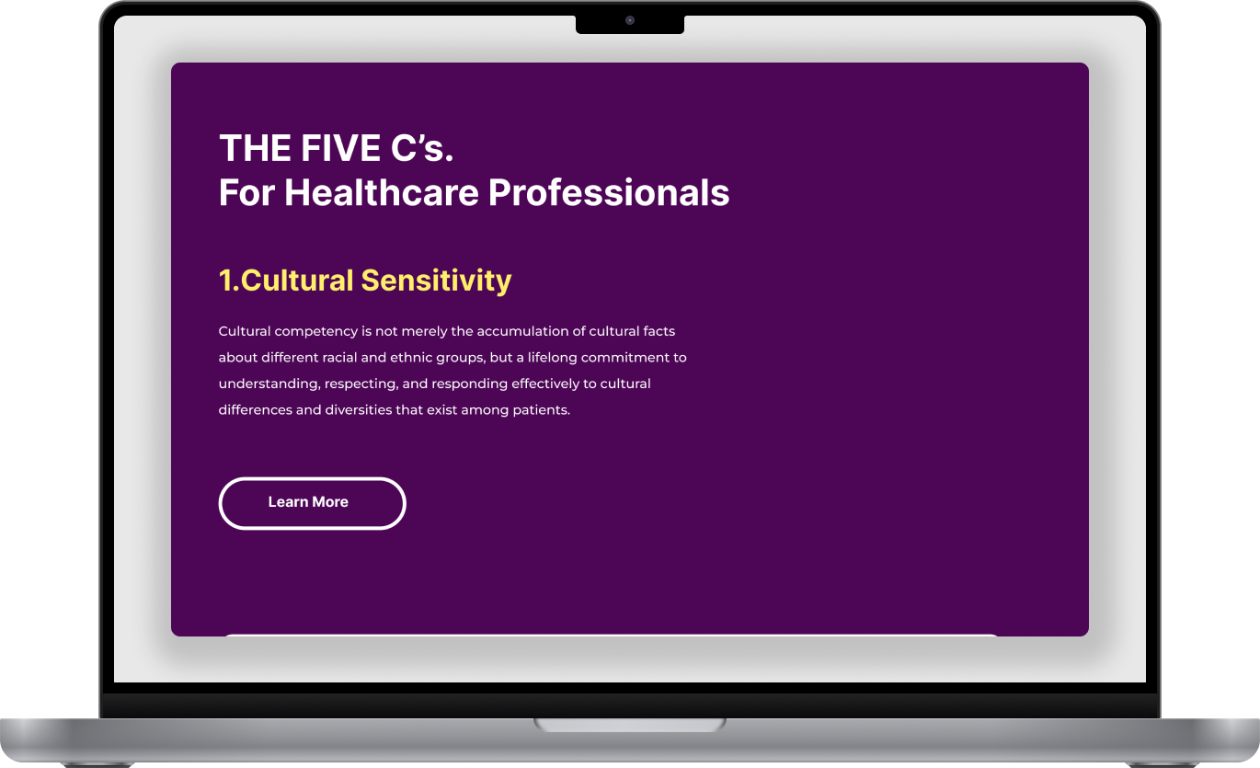 THE FIVE C’s.
For Healthcare Professionals
1.Cultural Sensitivity
Cultural competency is not merely the accumulation of cultural facts
about different racial and ethnic groups, but a lifelong commitment to
understanding, respecting, and responding effectively to cultural
differences and diversities that exist among patients.
Learn More